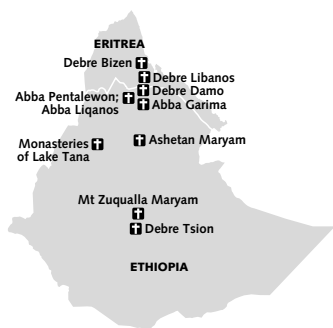 ERITREA
Debre Bizen
Debre Libanos
Debre Damo
Abba Pentalewon;
Abba Liqanos
Abba Garima
Monasteries
of Lake Tana
Ashetan Maryam
Mt Zuqualla Maryam
Debre Tsion
ETHIOPIA